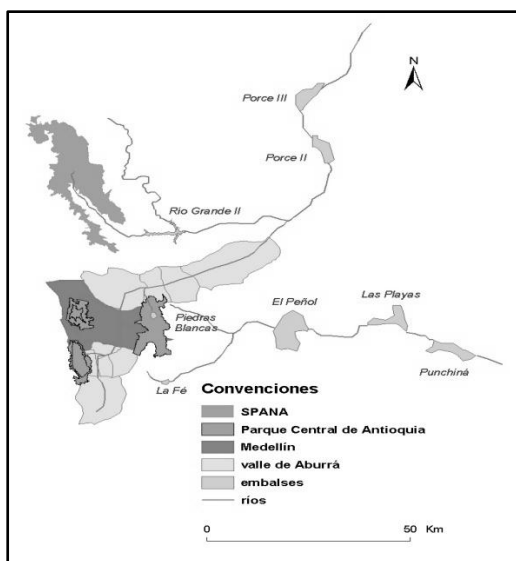 Porce III
N
Porce II
Rio Grande II
El Peñol
Las Playas
Piedras
Blancas
Punchiná
La Fé
Convenciones
SPANA
Parque Central de Antioquia
Medellín
valle de Aburrá
embalses
ríos
0 50 Km